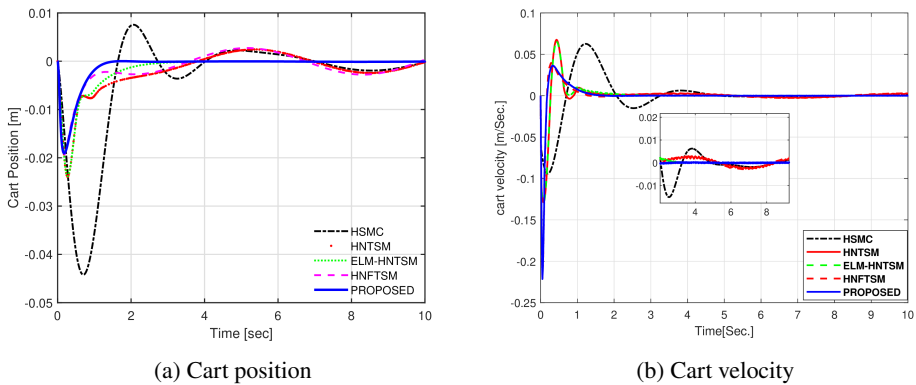 0.01
0
-0.01
-0.02
-0.03
-0.04
-0.05
Cart Position [m]
0 2 4 6 8 10
Time [sec]
HSMC
HNTSM
ELM-HNTSM
HNFTSM
PROPOSED
(a) Cart position
0.1
0.05
0
-0.05
-0.1
-0.15
-0.2
-0.25
cart velocity [m/Sec.]
0.02
0.01
0
-0.01
4 6 8
0 1 2 3 4 5 6 7 8 9 10
Time[Sec.]
HSMC
HNTSM
ELM-HNTSM
HNFTSM
PROPOSED
(b) Cart velocity